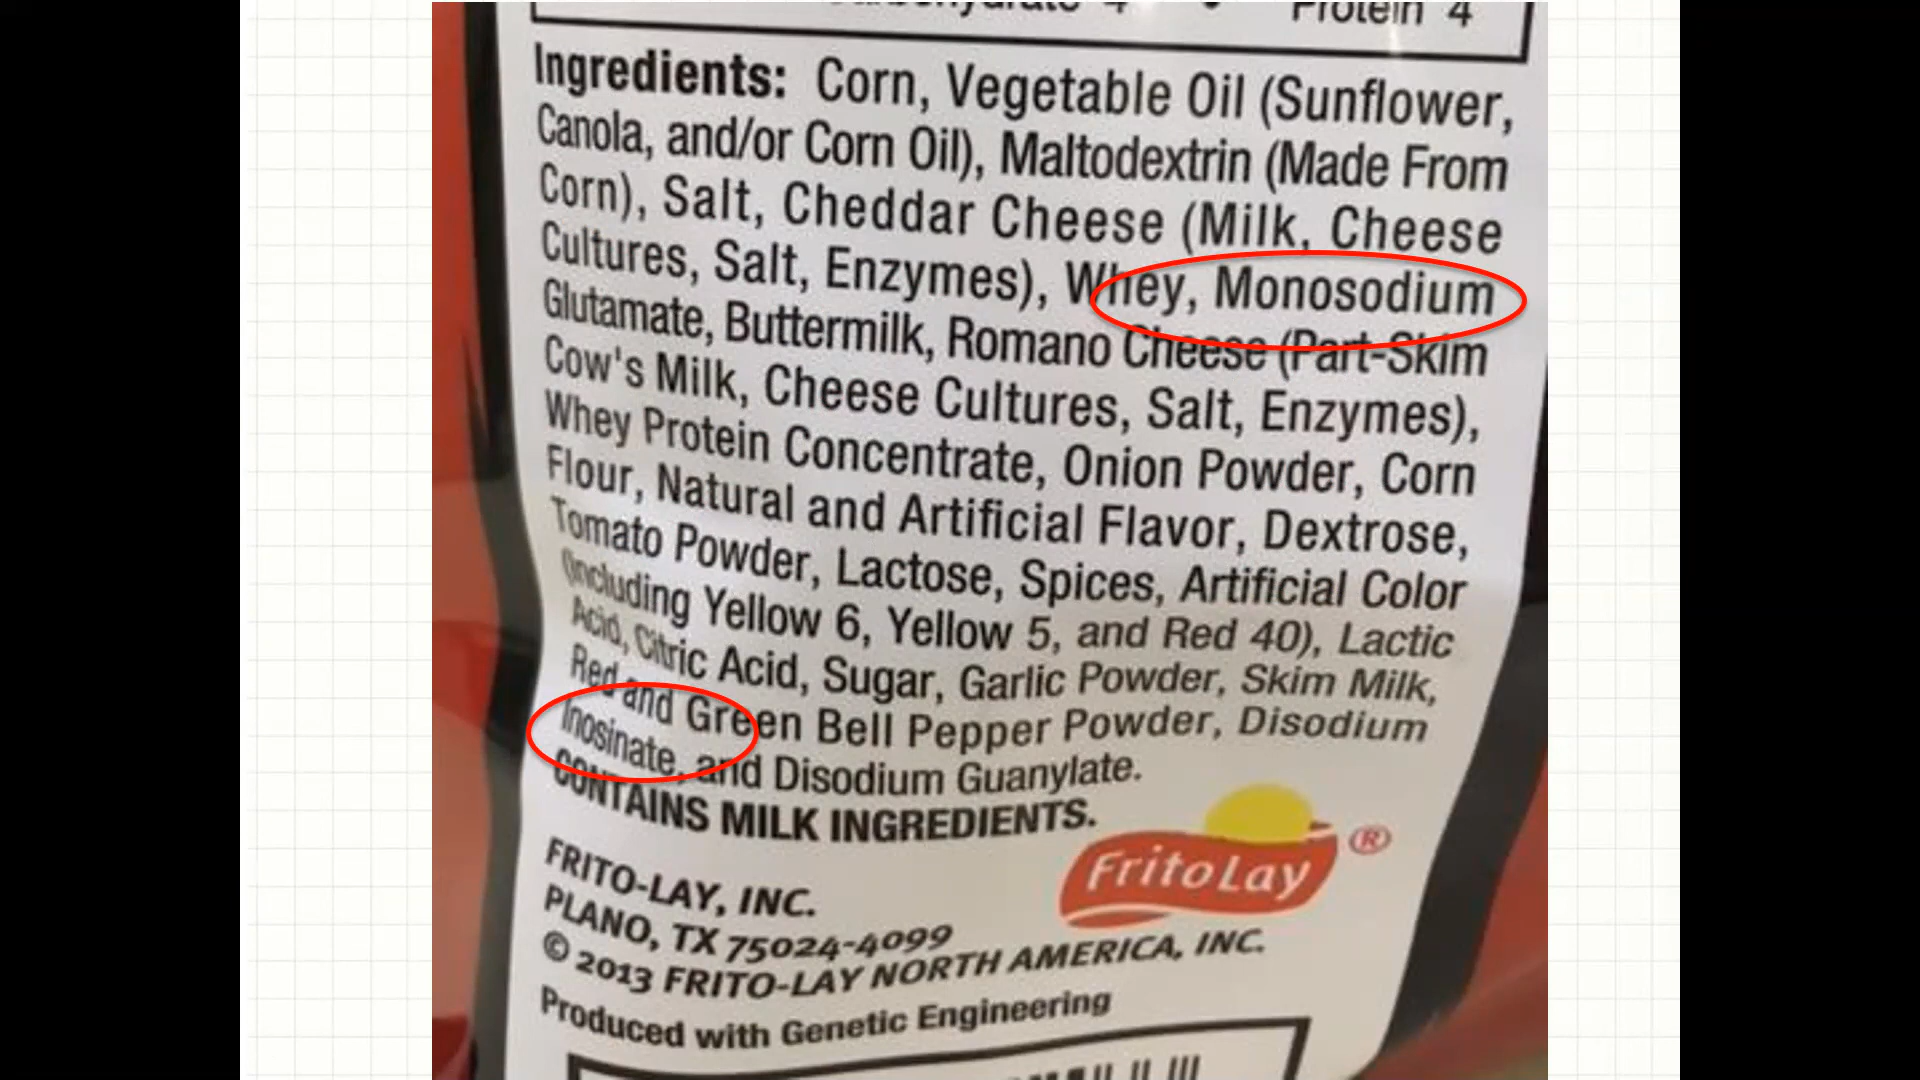 Protein 4
Ingredients: Corn, Vegetable Oil (Sunflower,
Canola, and/or Corn Oil), Maltodextrin (Made From
Corn), Salt, Cheddar Cheese (Milk, Cheese
Cultures, Salt, Enzymes), Whey, Monosodium
Glutamate, Buttermilk, Romano Cheese (Part-Skim
Cow's Milk, Cheese Cultures, Salt, Enzymes),
Whey Protein Concentrate, Onion Powder, Corn
Flour, Natural and Artificial Flavor, Dextrose,
Tomato Powder, Lactose, Spices, Artificial Color
(Including Yellow 6, Yellow 5, and Red 40), Lactic
Acid, Citric Acid, Sugar, Garlic Powder, Skim Milk,
Red and Green Bell Pepper Powder, Disodium
Inosinate, and Disodium Guanylate.
CONTAINS MILK INGREDIENTS.
FritoLay ®
FRITO-LAY, INC.
PLANO, TX 75024-4099
© 2013 FRITO-LAY NORTH AMERICA, INC.
Produced with Genetic Engineering